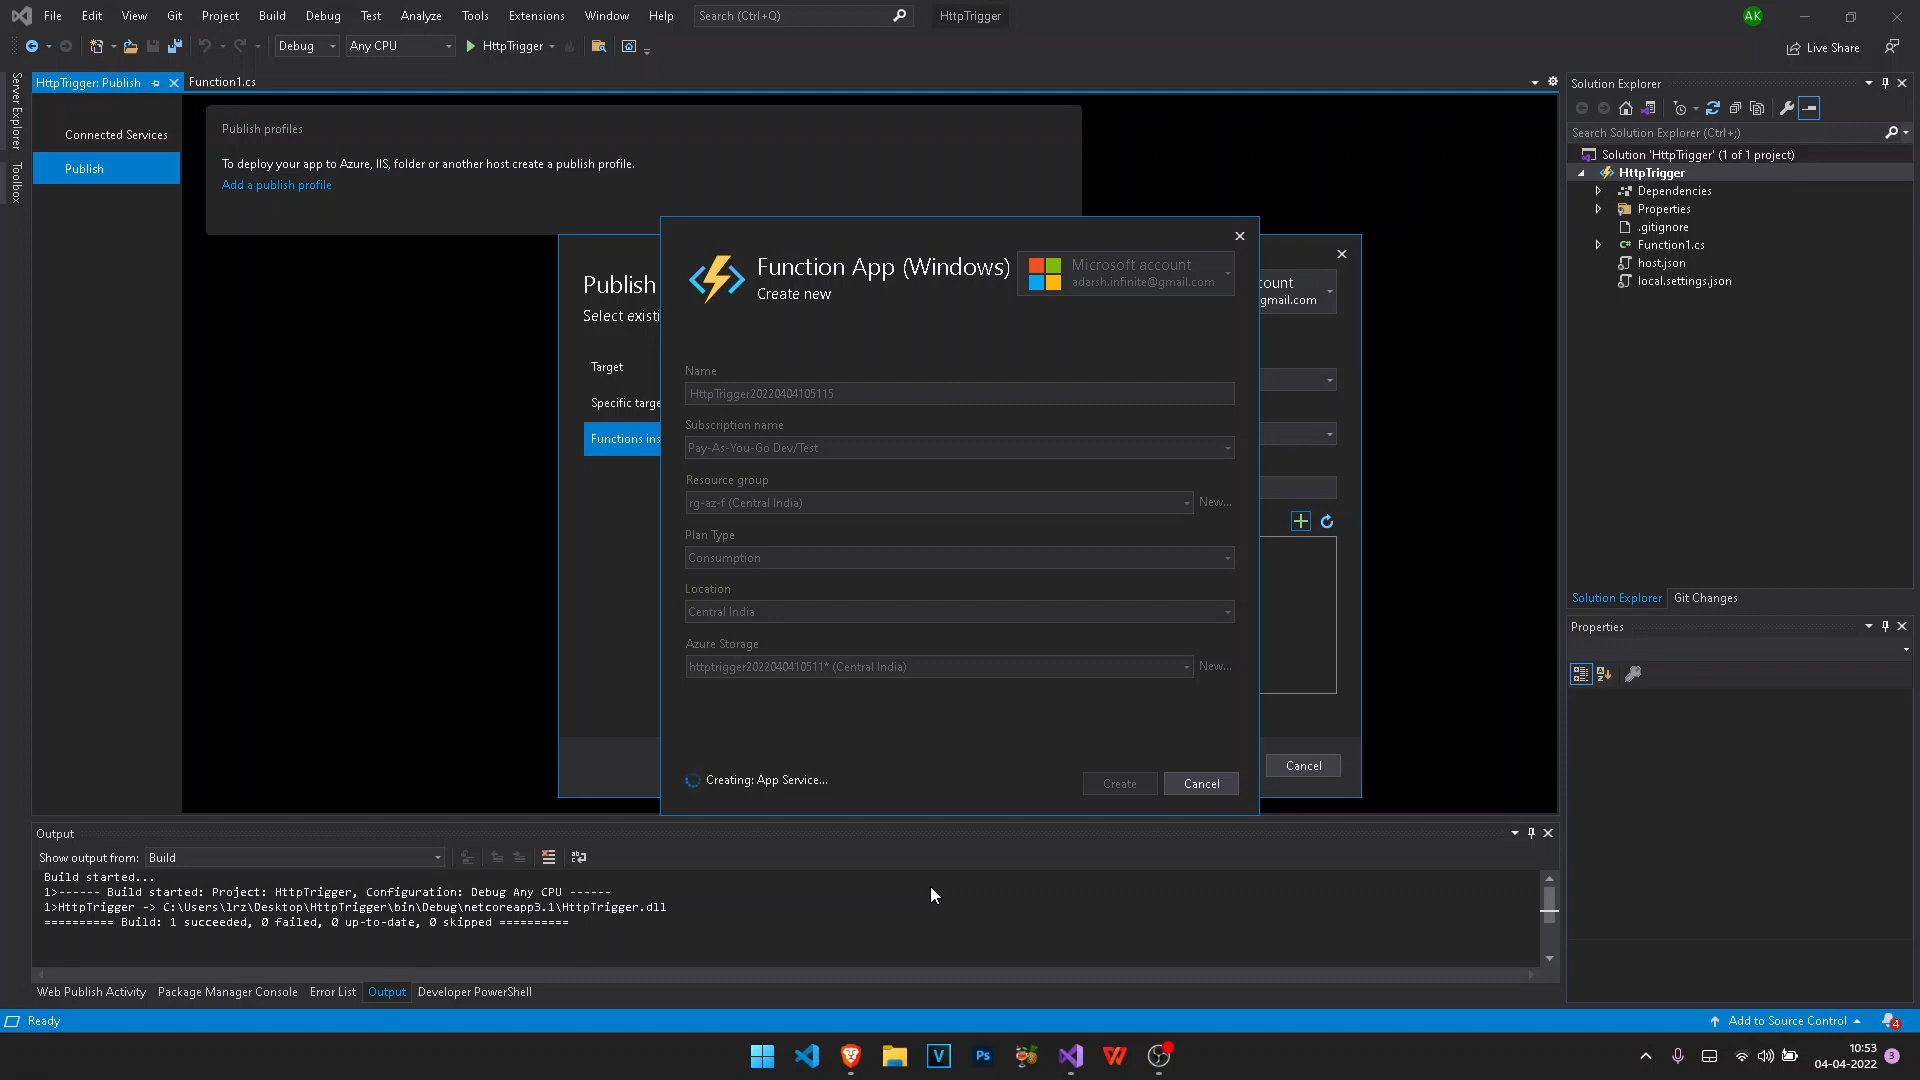 File Edit View Git Project Build Debug Test Analyze Tools Extensions Window Help Search (Ctrl+Q) HttpTrigger AK
Debug Any CPU HttpTrigger Live Share
Server Explorer
Toolbox
HttpTrigger: Publish Function1.cs
Connected Services
Publish
Publish profiles
To deploy your app to Azure, IIS, folder or another host create a publish profile.
Add a publish profile
Publish
Select existi
Target
Specific targe
Functions ins
ount
gmail.com
Cancel
Function App (Windows)
Create new
Microsoft account
adarsh.infinite@gmail.com
Name
HttpTrigger20220404105115
Subscription name
Pay-As-You-Go Dev/Test
Resource group
rg-az-f (Central India) New...
Plan Type
Consumption
Location
Central India
Azure Storage
httptrigger2022040410511* (Central India) New...
Creating: App Service...
Create Cancel
Solution Explorer
Search Solution Explorer (Ctrl+;)
Solution 'HttpTrigger' (1 of 1 project)
HttpTrigger
Dependencies
Properties
.gitignore
Function1.cs
host.json
local.settings.json
Solution Explorer Git Changes
Properties
Output
Show output from: Build
Build started...
1>------ Build started: Project: HttpTrigger, Configuration: Debug Any CPU ------
1>HttpTrigger -> C:\Users\lrz\Desktop\HttpTrigger\bin\Debug\netcoreapp3.1\HttpTrigger.dll
========== Build: 1 succeeded, 0 failed, 0 up-to-date, 0 skipped ==========
Web Publish Activity Package Manager Console Error List Output Developer PowerShell
Ready Add to Source Control 4
V Ps W
10:53
04-04-2022 3